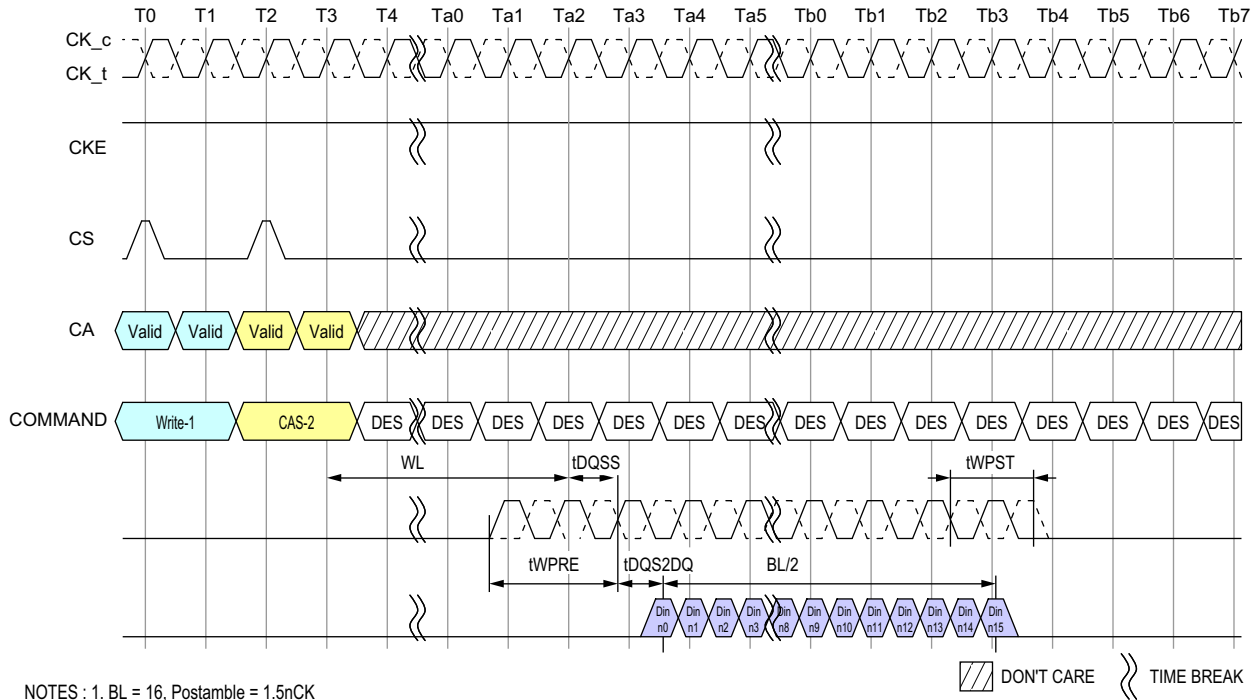 T0 T1 T2 T3 T4 Ta0 Ta1 Ta2 Ta3 Ta4 Ta5 Tb0 Tb1 Tb2 Tb3 Tb4 Tb5 Tb6 Tb7
CK_c
CK_t
CKE
CS
CA Valid Valid Valid Valid
COMMAND Write-1 CAS-2 DES DES DES DES DES DES DES DES DES DES DES DES DES DES DES
WL tDQSS tWPST
tWPRE tDQS2DQ BL/2
Din n0 Din n1 Din n2 Din n3 Din n8 Din n9 Din n10 Din n11 Din n12 Din n13 Din n14 Din n15
DON'T CARE TIME BREAK
NOTES : 1. BL = 16, Postamble = 1.5nCK